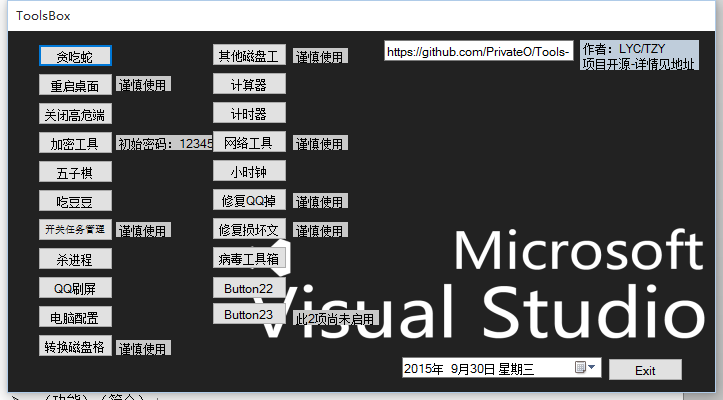 ToolsBox
贪吃蛇
其他磁盘工
谨慎使用
https://github.com/PrivateO/Tools-
作者：LYC/TZY
项目开源-详情见地址
重启桌面
谨慎使用
计算器
关闭高危端
计时器
加密工具
初始密码：12345
网络工具
谨慎使用
五子棋
小时钟
吃豆豆
修复QQ掉
谨慎使用
开关任务管理
谨慎使用
修复损坏文
谨慎使用
杀进程
病毒工具箱
QQ刷屏
Button22
电脑配置
Button23
此2项尚未启用
转换磁盘格
谨慎使用
Microsoft
Visual Studio
2015年 9月30日 星期三
Exit